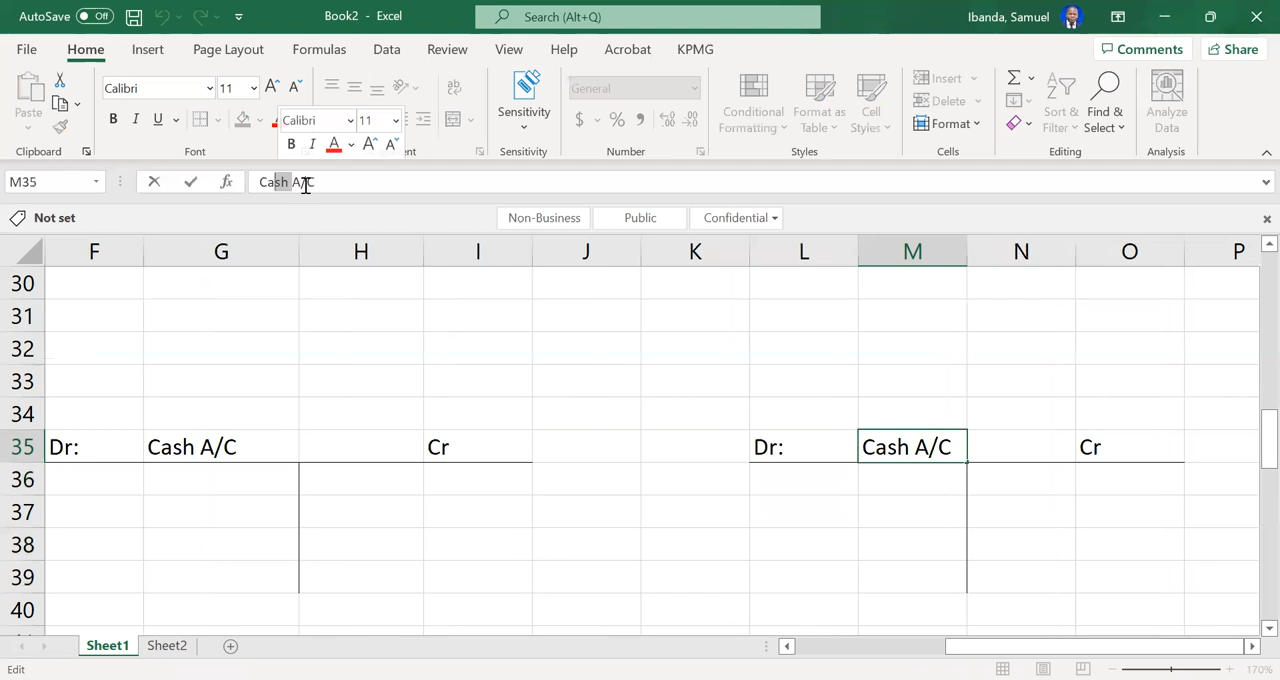 AutoSave Off Book2 - Excel Search (Alt+Q) Ibanda, Samuel
File Home Insert Page Layout Formulas Data Review View Help Acrobat KPMG Comments Share
Calibri 11 General Insert
Paste Calibri 11 Sensitivity Conditional Formatting Format as Table Cell Styles Delete Sort & Filter Find & Select Analyze Data
B I U B I A $ % Format
Clipboard Font Sensitivity Number Styles Cells Editing Analysis
M35 fx Cash A/C
Not set Non-Business Public Confidential
F G H I J K L M N O P
30
31
32
33
34
35 Dr: Cash A/C Cr Dr: Cash A/C Cr
36
37
38
39
40
Sheet1 Sheet2
Edit 170%